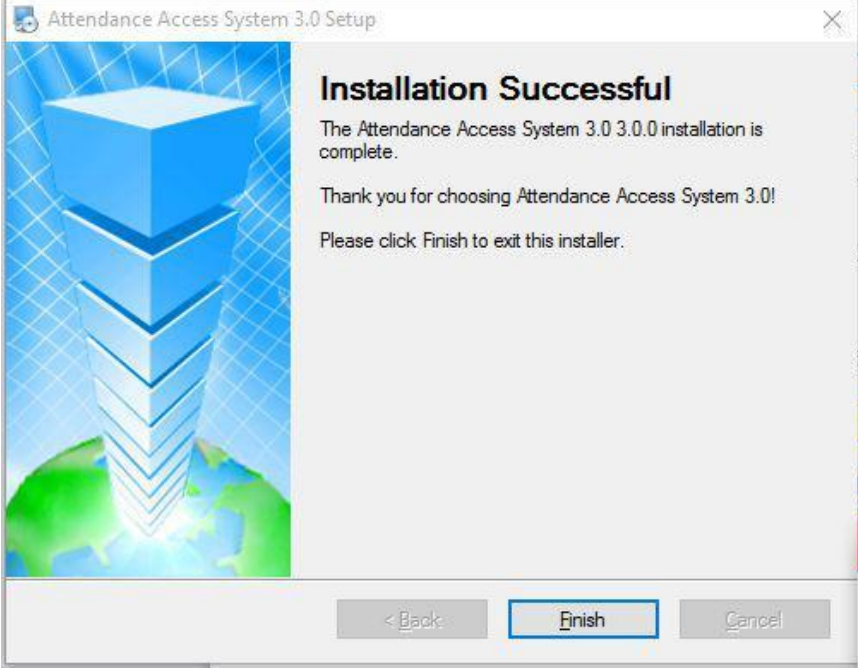 Attendance Access System 3.0 Setup
Installation Successful
The Attendance Access System 3.0 3.0.0 installation is
complete.
Thank you for choosing Attendance Access System 3.0!
Please click Finish to exit this installer.
< Back
Finish
Cancel